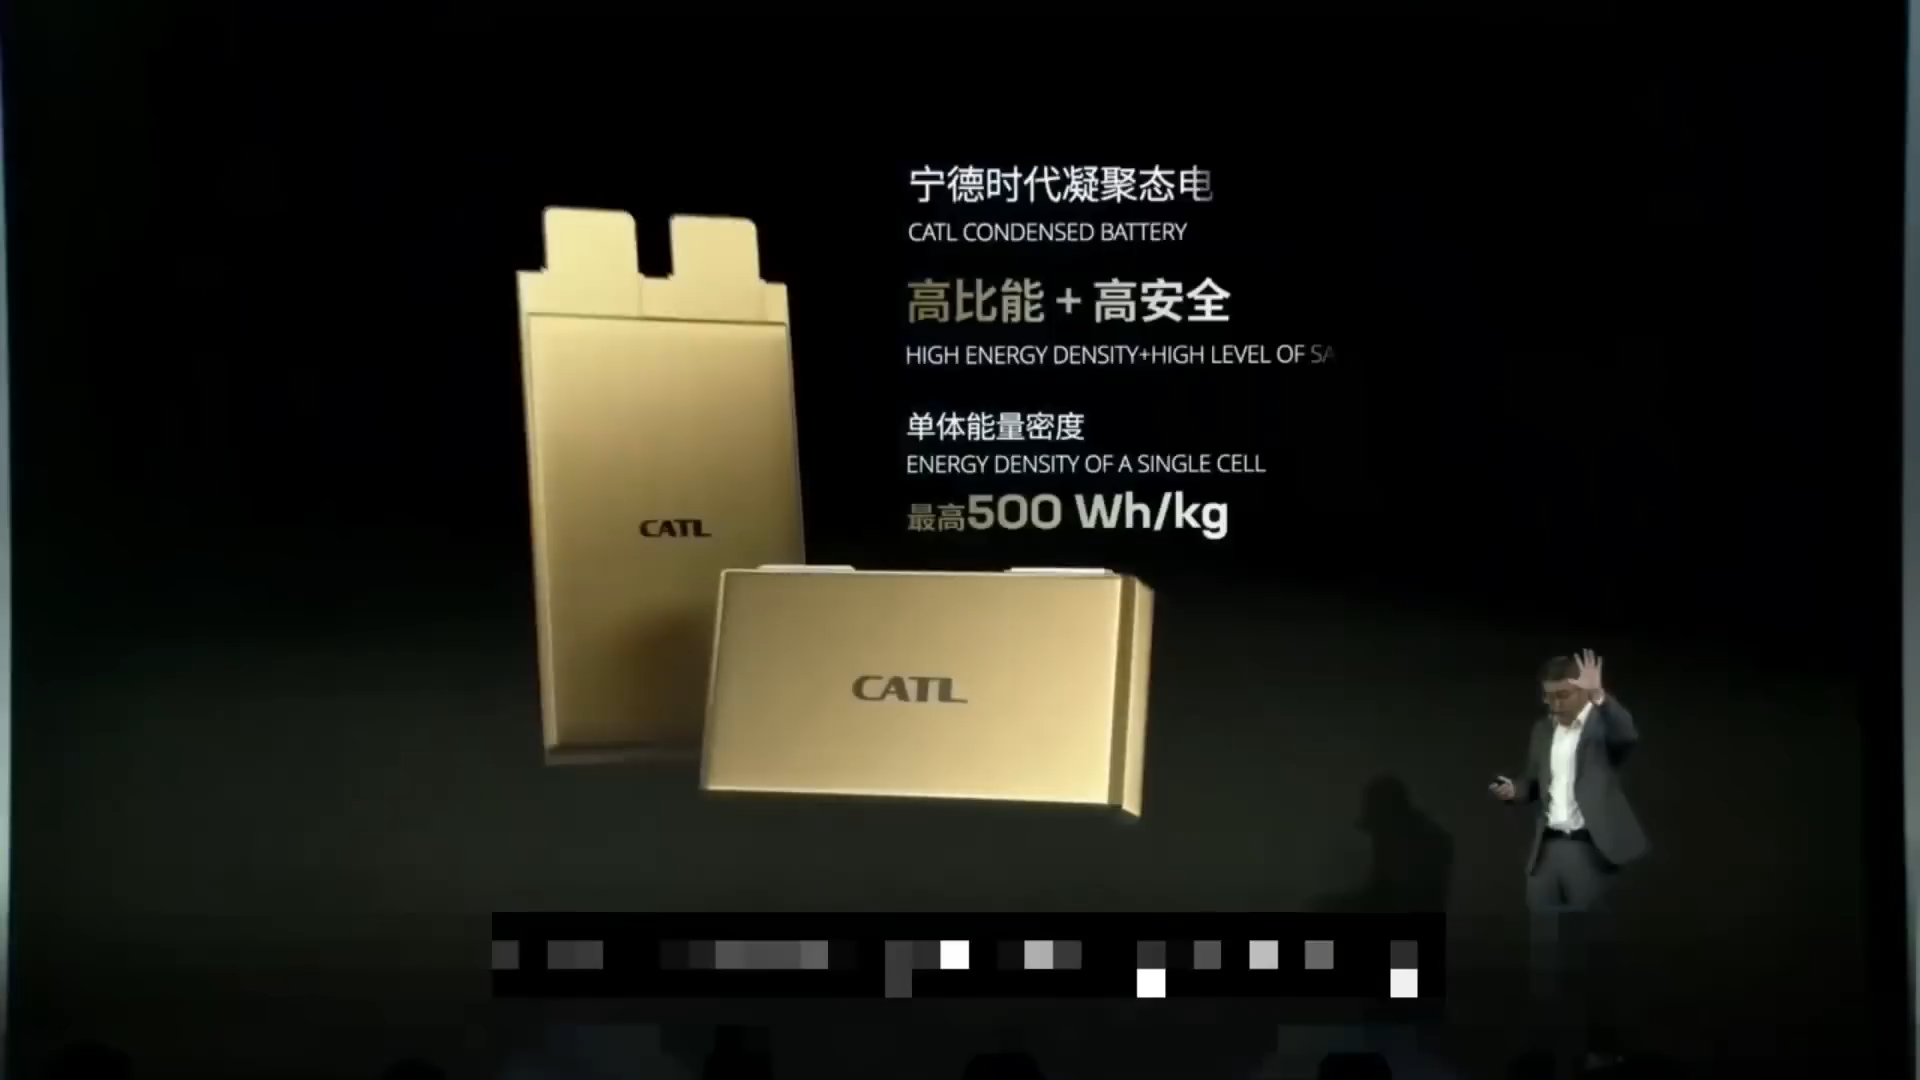 宁德时代凝聚态电
CATL CONDENSED BATTERY
高比能 + 高安全
HIGH ENERGY DENSITY+HIGH LEVEL OF SA
单体能量密度
ENERGY DENSITY OF A SINGLE CELL
最高500 Wh/kg
CATL
CATL